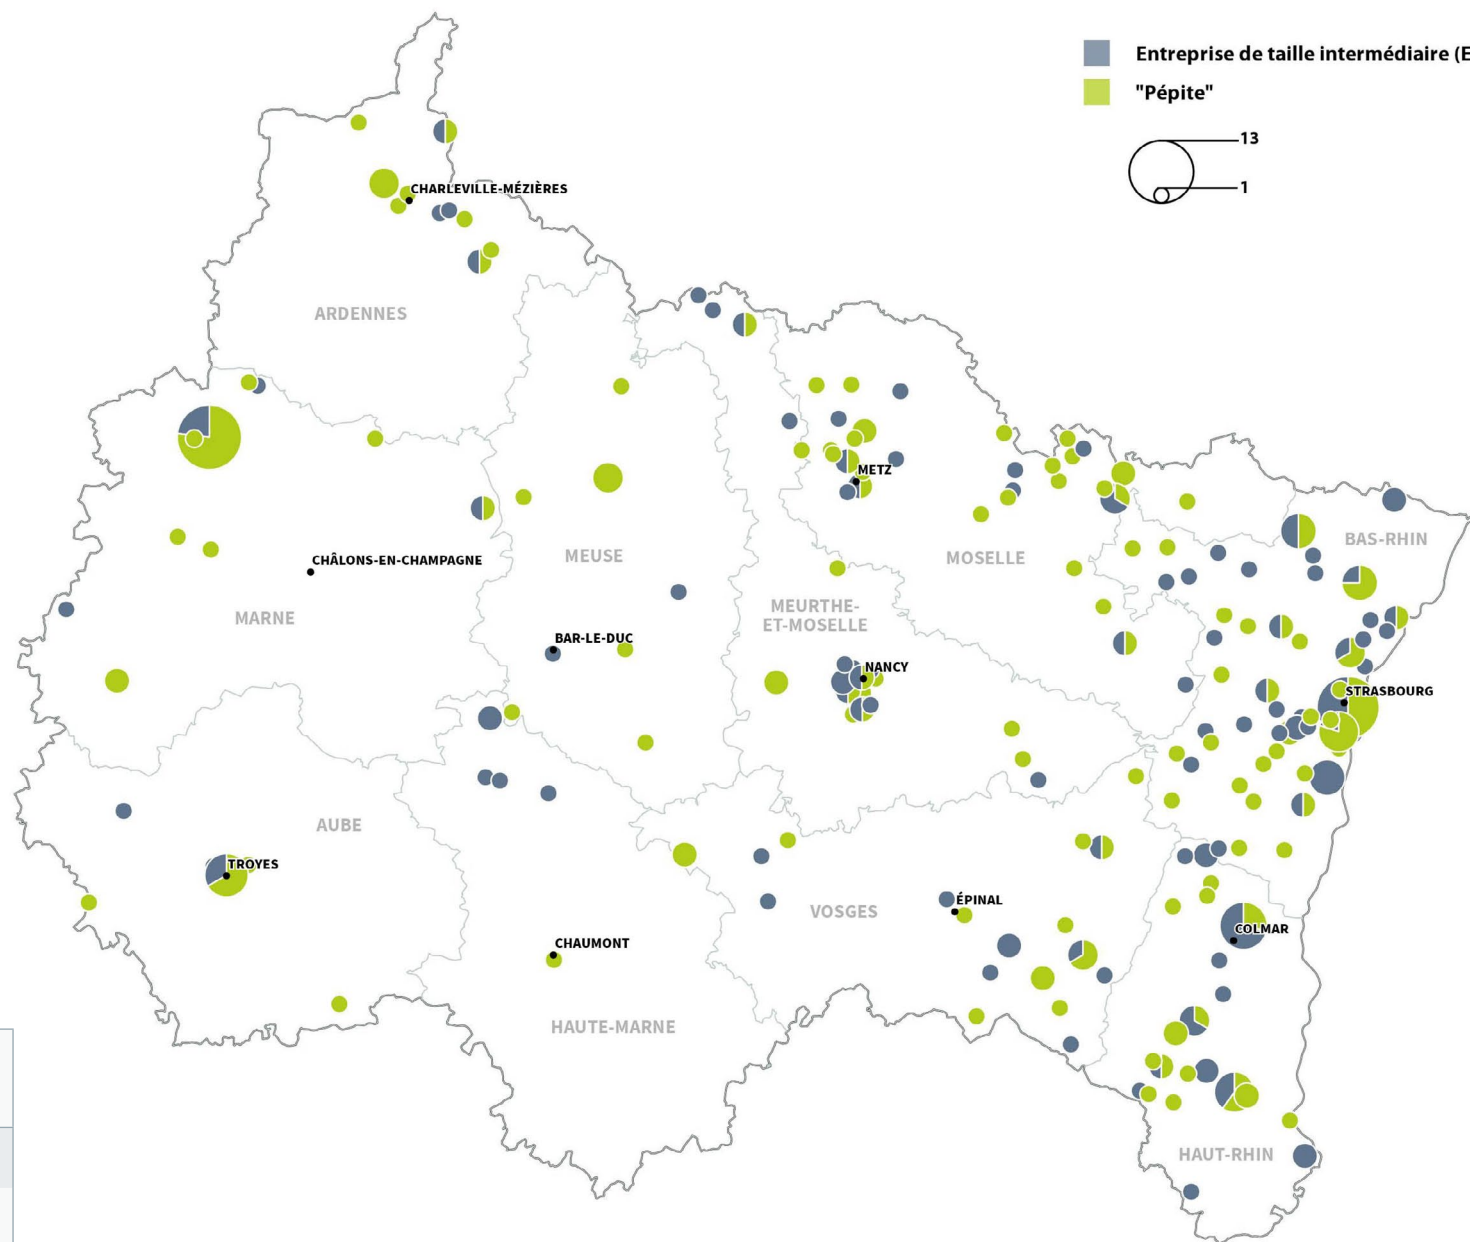 Entreprise de taille intermédiaire (E
"Pépite"
13
1
CHARLEVILLE-MÉZIÈRES
ARDENNES
METZ
BAS-RHIN
CHÂLONS-EN-CHAMPAGNE
MEUSE
MOSELLE
MARNE
MEURTHE-
ET-MOSELLE
BAR-LE-DUC
NANCY
STRASBOURG
AUBE
TROYES
VOSGES
ÉPINAL
COLMAR
CHAUMONT
HAUTE-MARNE
HAUT-RHIN